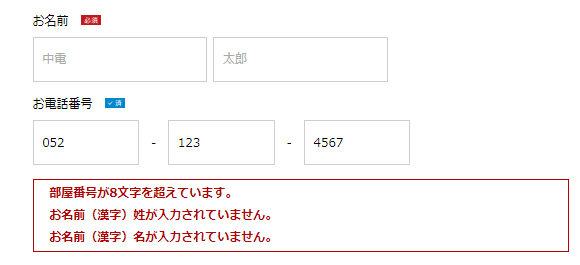 お名前 必須
中電 太郎
お電話番号 ✓ 済
052 - 123 - 4567
部屋番号が8文字を超えています。
お名前（漢字）姓が入力されていません。
お名前（漢字）名が入力されていません。